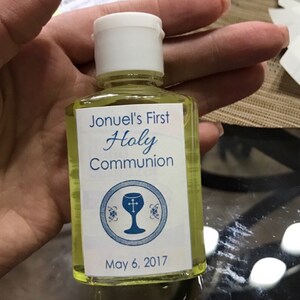 Jonuel's First
Holy
Communion
May 6, 2017